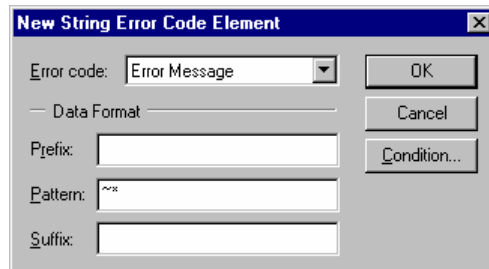 New String Error Code Element
Error code: Error Message
OK
Data Format
Cancel
Prefix:
Condition...
Pattern: ~*
Suffix: